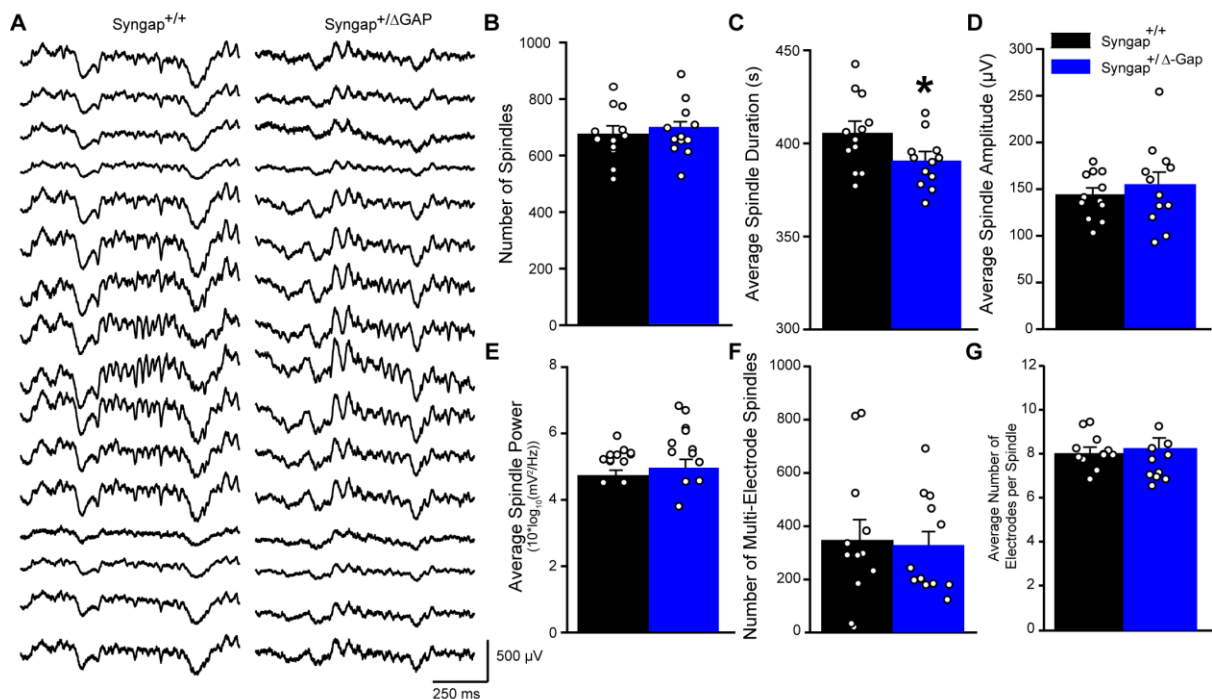 A
Syngap+/+
Syngap+/ΔGAP
500 µV
250 ms
B
Number of Spindles
1000
800
600
400
200
0
C
Average Spindle Duration (s)
450
400
350
300
*
D
Average Spindle Amplitude (µV)
300
250
200
150
100
50
0
Syngap+/+
Syngap+/Δ-Gap
E
Average Spindle Power
(10*log10(mV2/Hz))
8
6
4
2
0
F
Number of Multi-Electrode Spindles
1000
800
600
400
200
0
G
Average Number of
Electrodes per Spindle
12
10
8
6
4
2
0